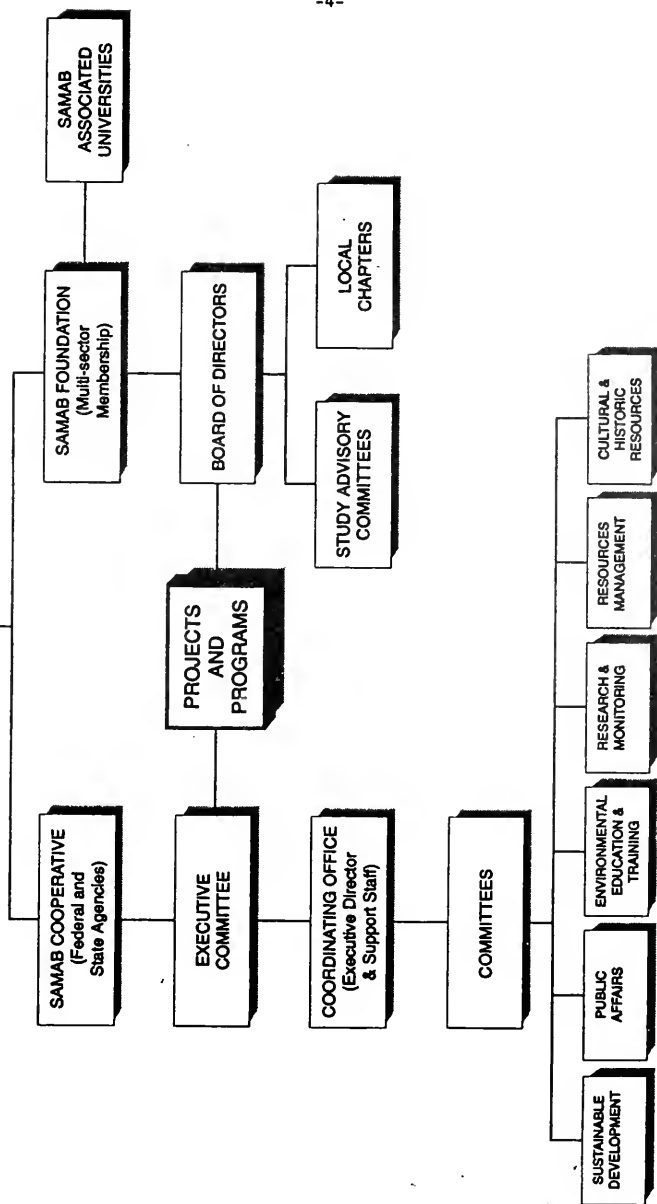 -4-
SAMAB
ASSOCIATED
UNIVERSITIES
SAMAB COOPERATIVE
(Federal and
State Agencies)
SAMAB FOUNDATION
(Multi-sector
Membership)
EXECUTIVE
COMMITTEE
PROJECTS
AND
PROGRAMS
BOARD OF DIRECTORS
COORDINATING OFFICE
(Executive Director
& Support Staff)
STUDY ADVISORY
COMMITTEES
LOCAL
CHAPTERS
COMMITTEES
SUSTAINABLE
DEVELOPMENT
PUBLIC
AFFAIRS
ENVIRONMENTAL
EDUCATION &
TRAINING
RESEARCH &
MONITORING
RESOURCES
MANAGEMENT
CULTURAL &
HISTORIC
RESOURCES